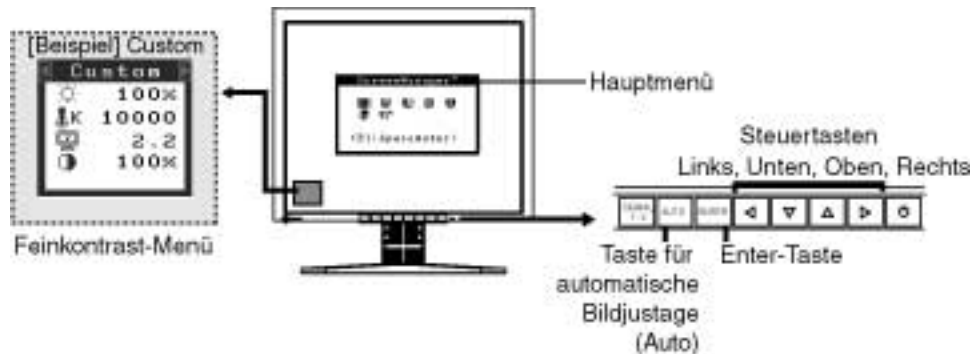 [Beispiel] Custom
Custom
100%
K 10000
2.2
100%
Feinkontrast-Menü
Hauptmenü
Steuertasten
Links, Unten, Oben, Rechts
AUTO
Taste für
automatische
Bildjustage
(Auto)
Enter-Taste